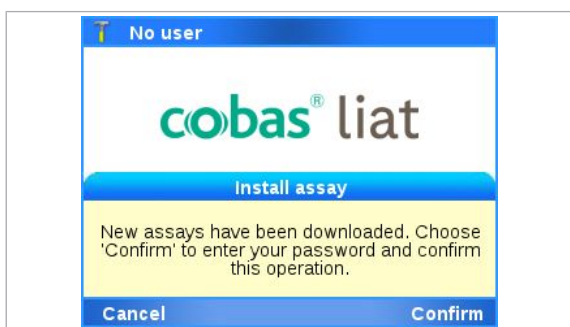 No user
cobas® liat
Install assay
New assays have been downloaded. Choose
'Confirm' to enter your password and confirm
this operation.
Cancel Confirm